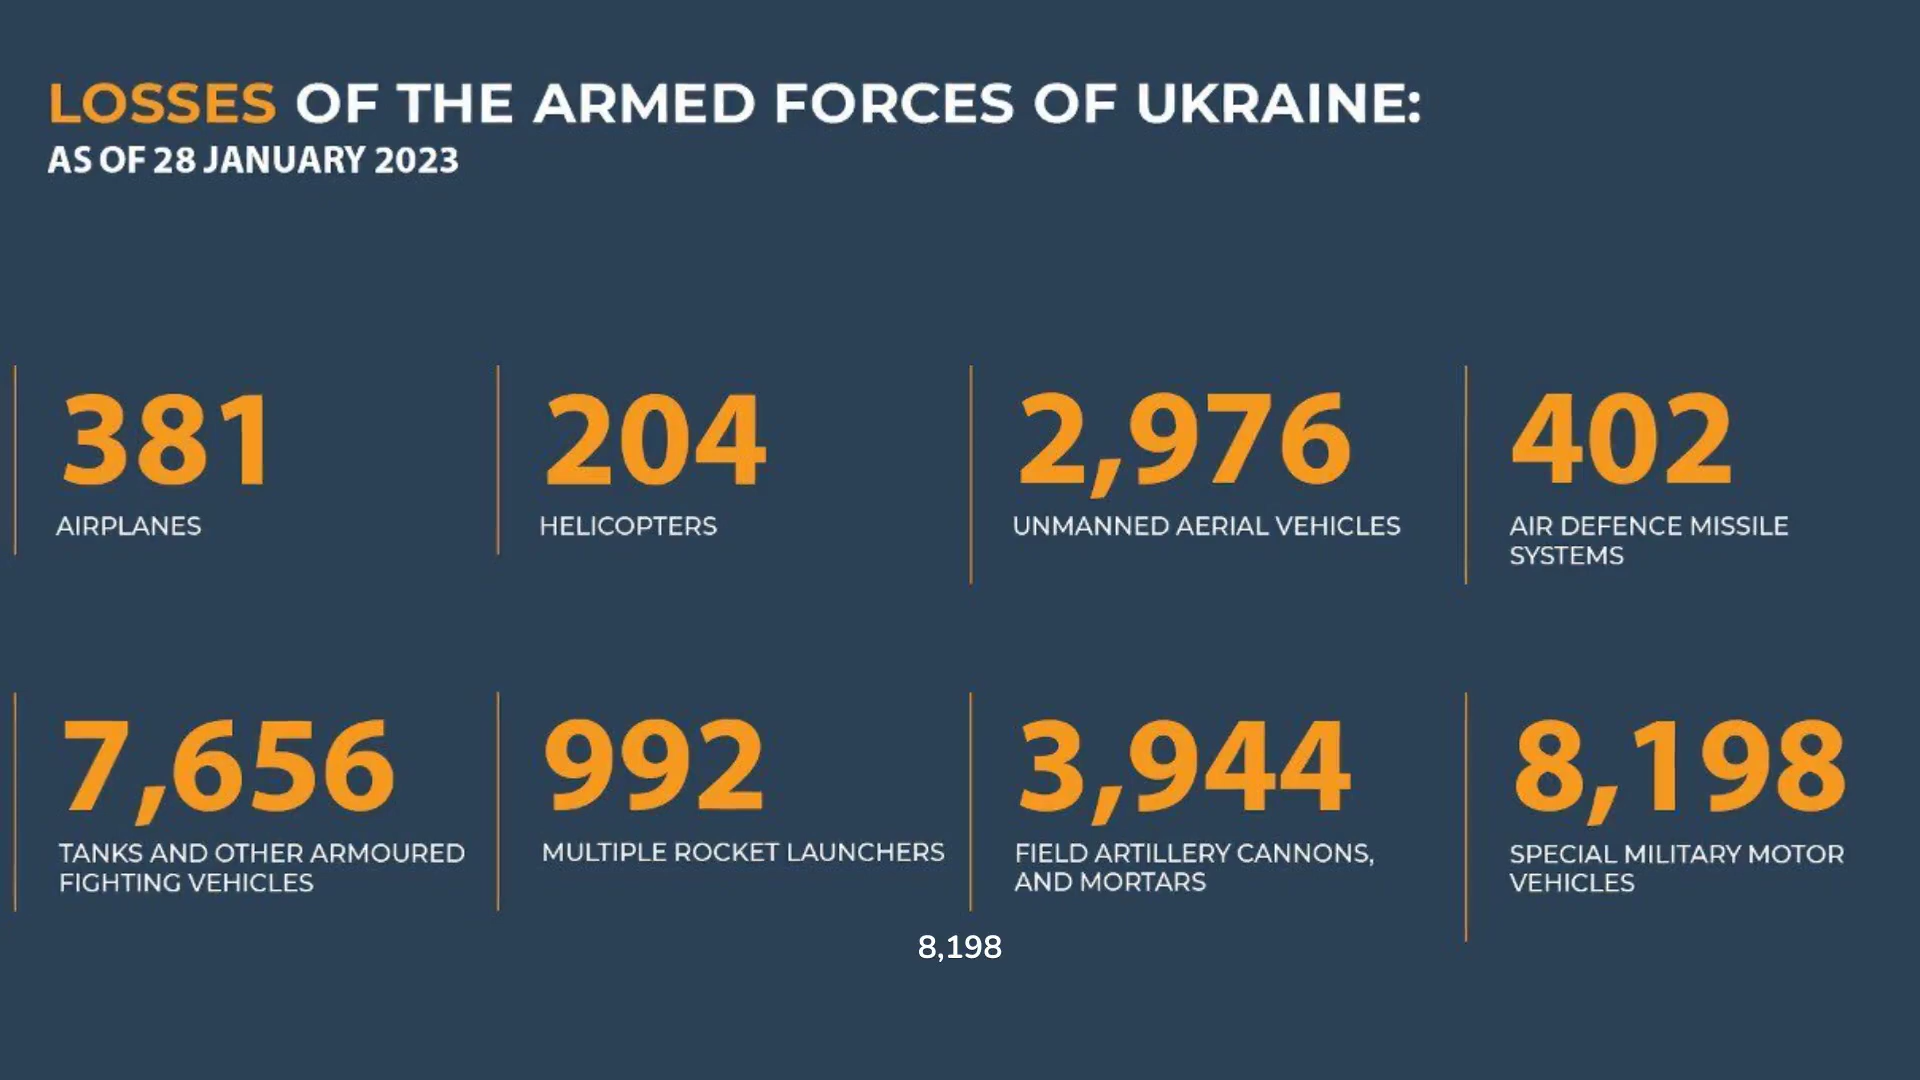 LOSSES OF THE ARMED FORCES OF UKRAINE:
AS OF 28 JANUARY 2023
381
AIRPLANES
204
HELICOPTERS
2,976
UNMANNED AERIAL VEHICLES
402
AIR DEFENCE MISSILE
SYSTEMS
7,656
TANKS AND OTHER ARMOURED
FIGHTING VEHICLES
992
MULTIPLE ROCKET LAUNCHERS
3,944
FIELD ARTILLERY CANNONS,
AND MORTARS
8,198
SPECIAL MILITARY MOTOR
VEHICLES
8,198